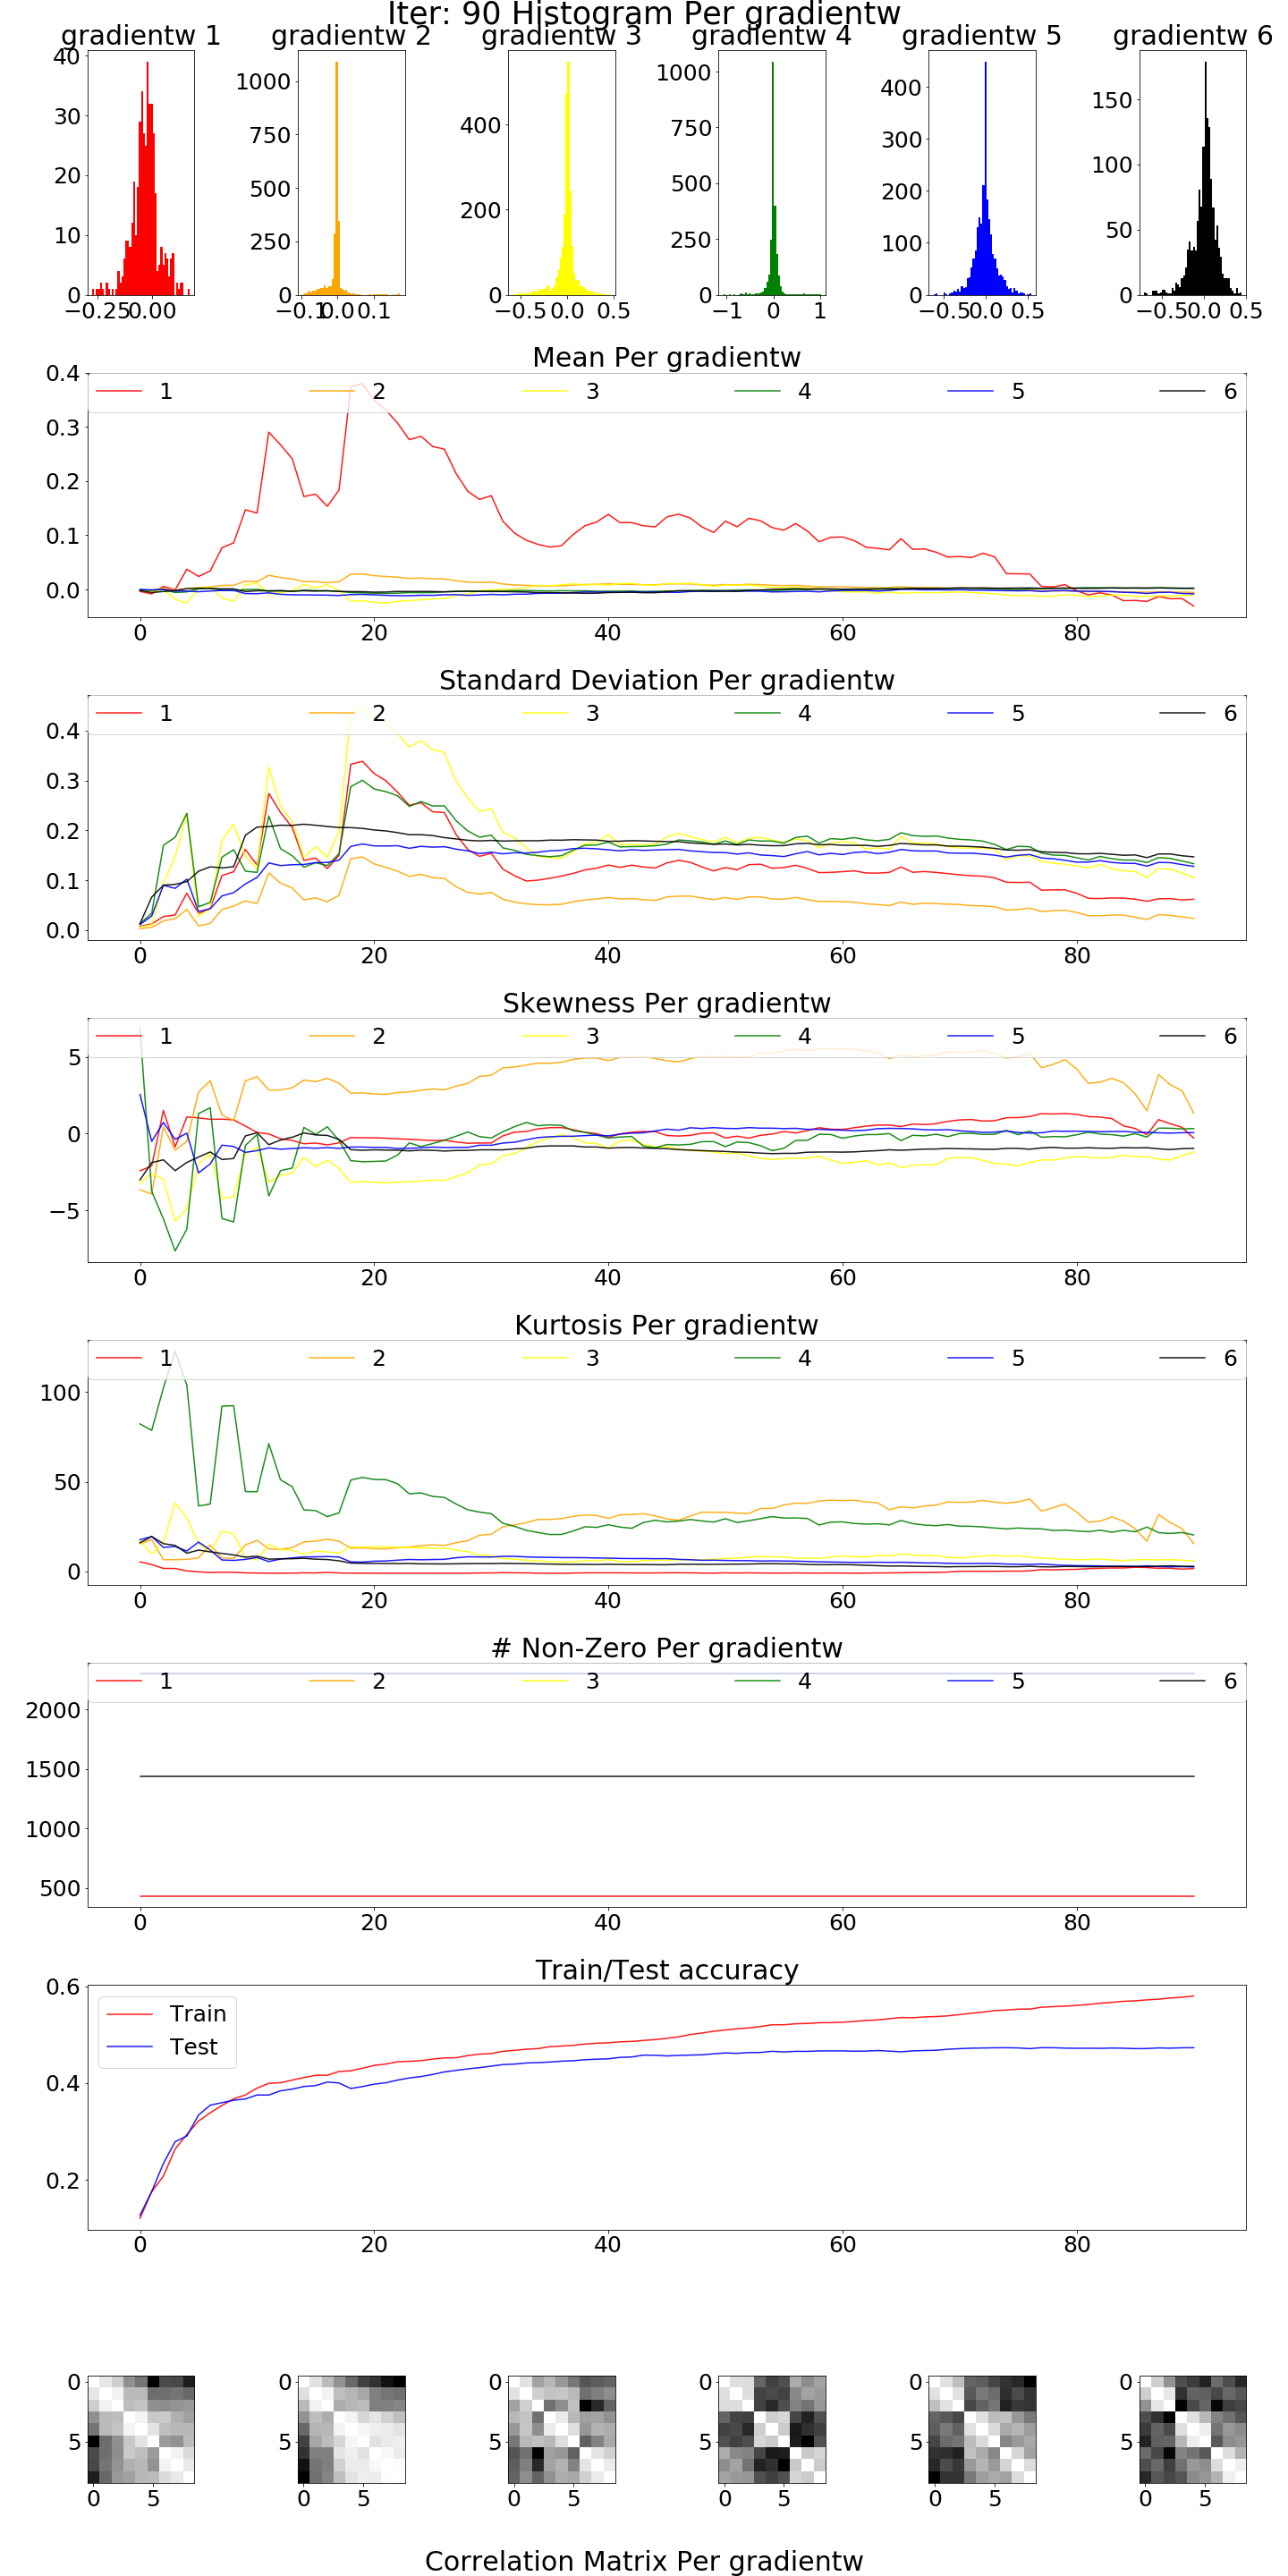 Iter: 90 Histogram Per gradientw
gradientw 1 gradientw 2 gradientw 3 gradientw 4 gradientw 5 gradientw 6
40
30
20
10
0
−0.25 0.00
1000
750
500
250
0
−0.1 0.0 0.1
400
200
0
−0.5 0.0 0.5
1000
750
500
250
0
−1 0 1
400
300
200
100
0
−0.5 0.0 0.5
150
100
50
0
−0.5 0.0 0.5
Mean Per gradientw
1 2 3 4 5 6
0.4
0.3
0.2
0.1
0.0
0 20 40 60 80
Standard Deviation Per gradientw
1 2 3 4 5 6
0.4
0.3
0.2
0.1
0.0
0 20 40 60 80
Skewness Per gradientw
1 2 3 4 5 6
5
0
−5
0 20 40 60 80
Kurtosis Per gradientw
1 2 3 4 5 6
100
50
0
0 20 40 60 80
# Non-Zero Per gradientw
1 2 3 4 5 6
2000
1500
1000
500
0 20 40 60 80
Train/Test accuracy
0.6
Train
Test
0.4
0.2
0 20 40 60 80
0 0 0 0 0 0
5 5 5 5 5 5
0 5 0 5 0 5 0 5 0 5 0 5
Correlation Matrix Per gradientw